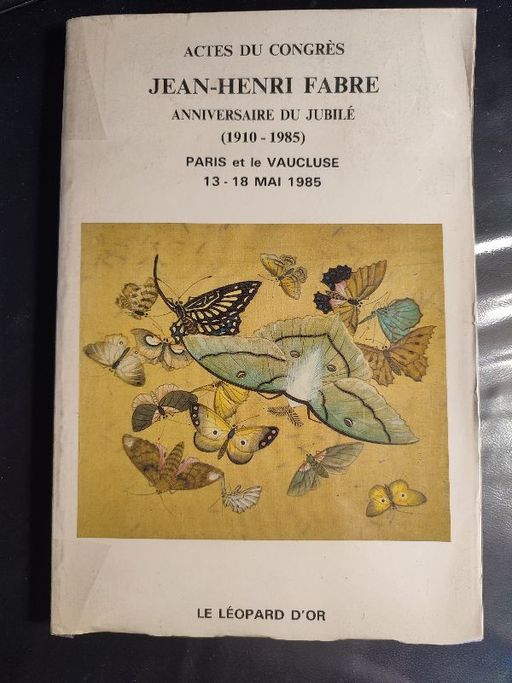 ACTES DU CONGRÈS
JEAN-HENRI FABRE
ANNIVERSAIRE DU JUBILÉ
(1910-1985)
PARIS et le VAUCLUSE
13-18 MAI 1985
LE LÉOPARD D'OR